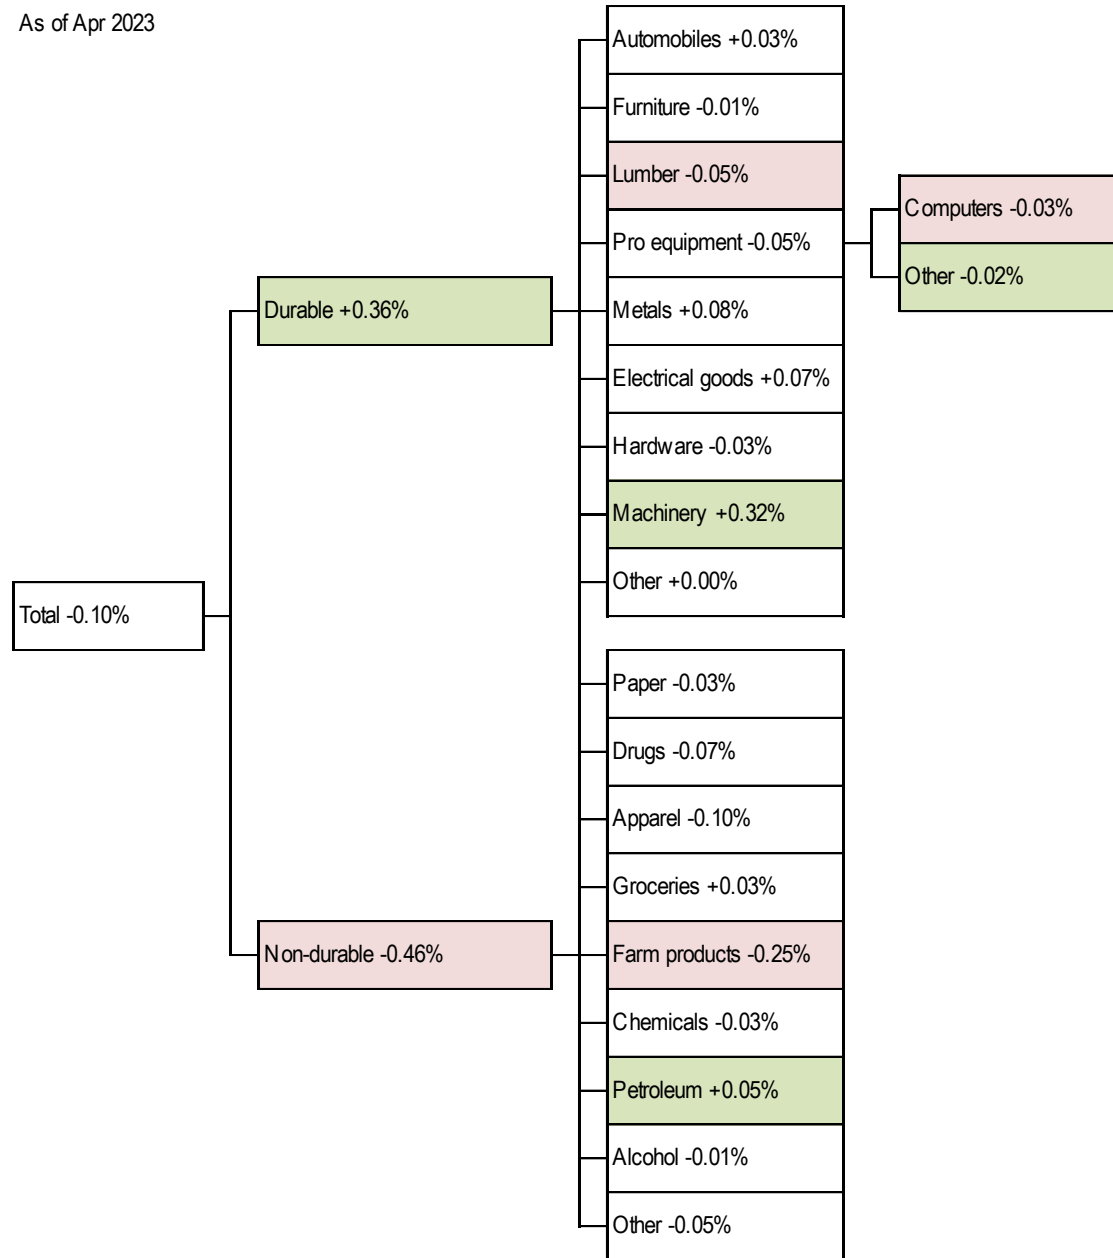 As of Apr 2023
Automobiles +0.03%
Furniture -0.01%
Lumber -0.05%
Pro equipment -0.05%
Computers -0.03%
Other -0.02%
Durable +0.36%
Metals +0.08%
Electrical goods +0.07%
Hardware -0.03%
Machinery +0.32%
Other +0.00%
Total -0.10%
Paper -0.03%
Drugs -0.07%
Apparel -0.10%
Groceries +0.03%
Non-durable -0.46%
Farm products -0.25%
Chemicals -0.03%
Petroleum +0.05%
Alcohol -0.01%
Other -0.05%